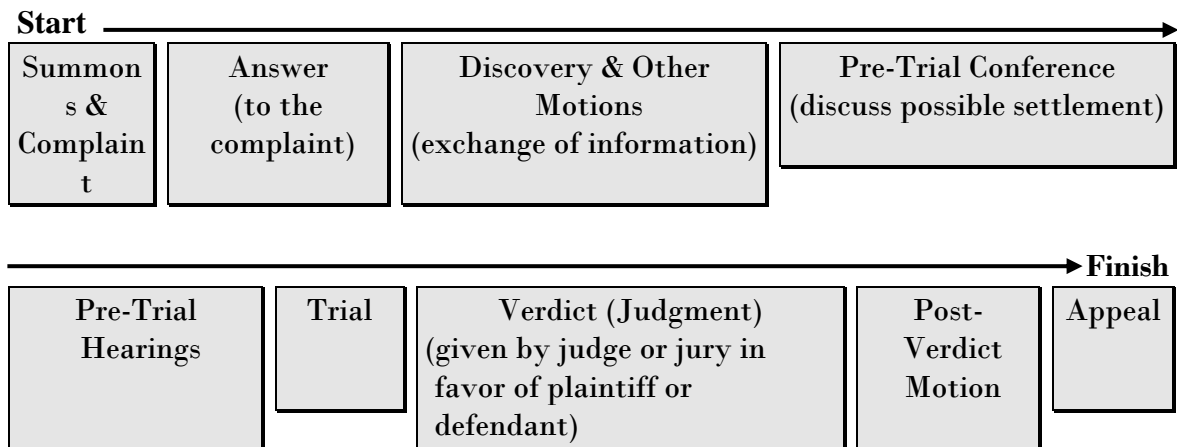 Start
Summon
s &
Complain
t
Answer
(to the
complaint)
Discovery & Other
Motions
(exchange of information)
Pre-Trial Conference
(discuss possible settlement)
Finish
Pre-Trial
Hearings
Trial
Verdict (Judgment)
(given by judge or jury in
favor of plaintiff or
defendant)
Post-
Verdict
Motion
Appeal